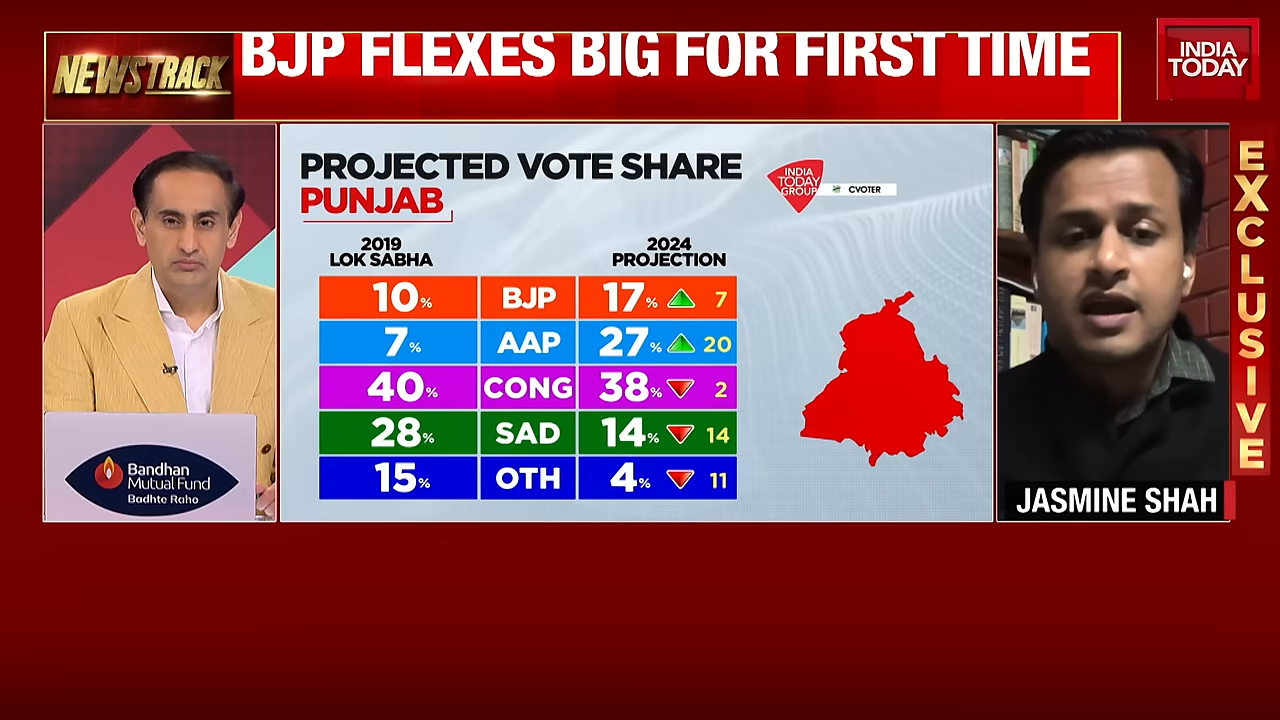 NEWSTRACK
BJP FLEXES BIG FOR FIRST TIME
INDIA
TODAY
PROJECTED VOTE SHARE
PUNJAB
INDIA
TODAY
GROUP
CVOTER
2019
LOK SABHA
2024
PROJECTION
10% BJP 17% 7
7% AAP 27% 20
40% CONG 38% 2
28% SAD 14% 14
15% OTH 4% 11
Bandhan
Mutual Fund
Badhte Raho
JASMINE SHAH
EXCLUSIVE